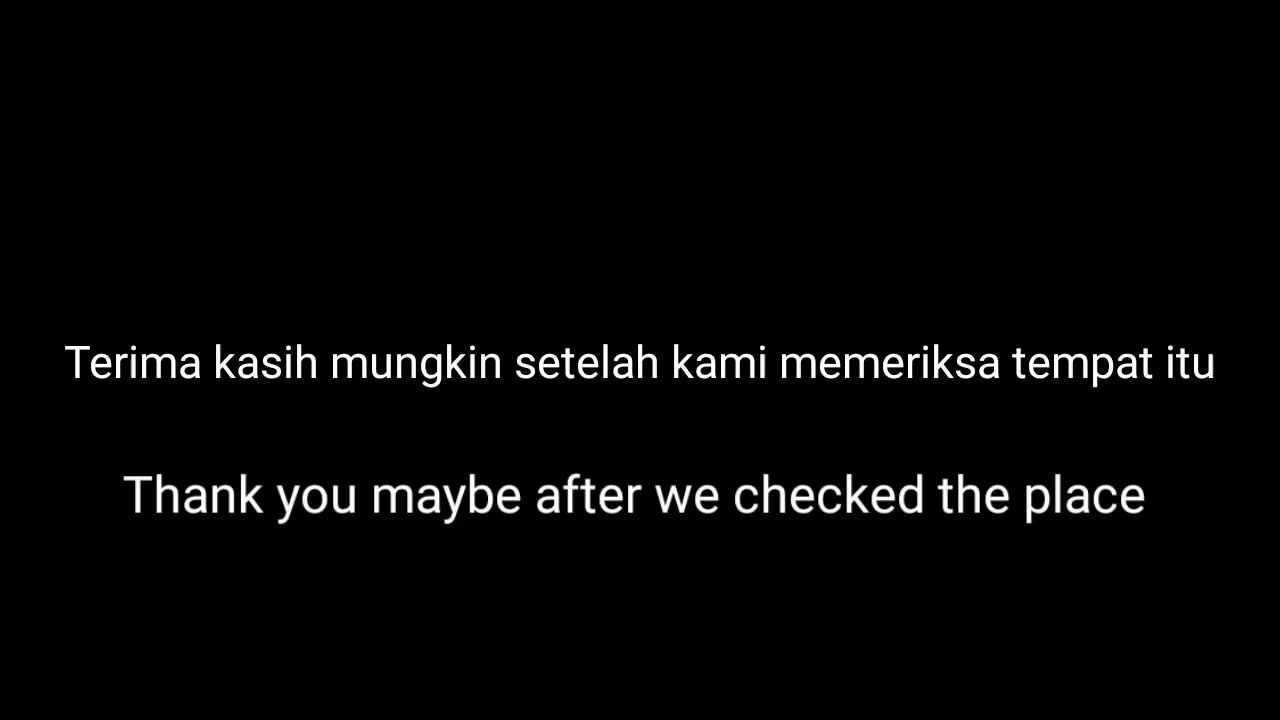 Terima kasih mungkin setelah kami memeriksa tempat itu
Thank you maybe after we checked the place